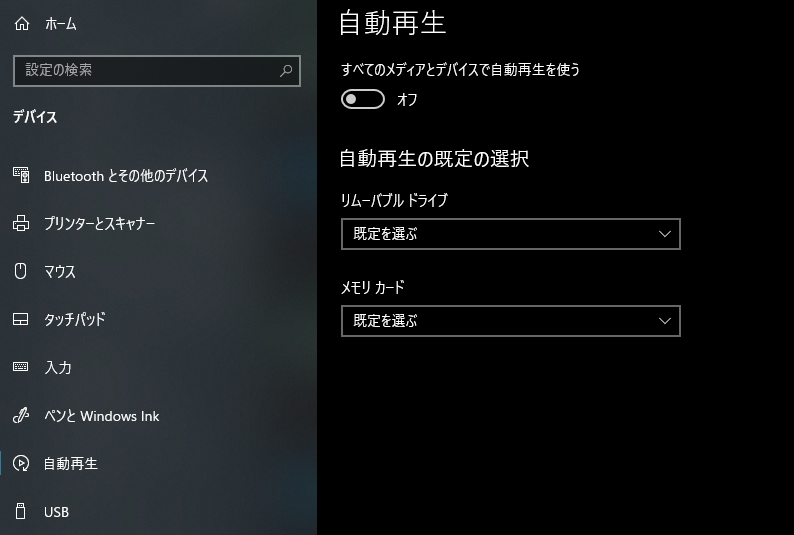 ホーム
設定の検索
デバイス
Bluetooth とその他のデバイス
プリンターとスキャナー
マウス
タッチパッド
入力
ペンと Windows Ink
自動再生
USB
自動再生
すべてのメディアとデバイスで自動再生を使う
オフ
自動再生の既定の選択
リムーバブル ドライブ
既定を選ぶ
メモリ カード
既定を選ぶ